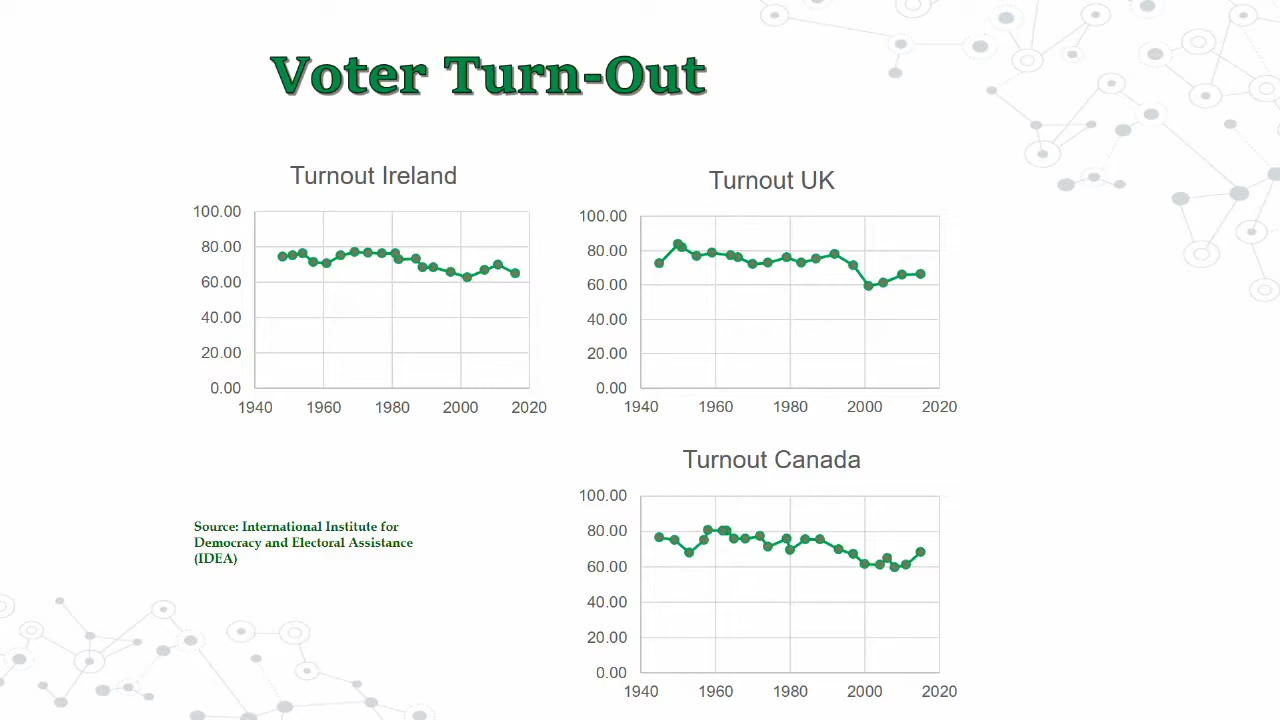 Voter Turn-Out
Turnout Ireland
100.00
80.00
60.00
40.00
20.00
0.00
1940 1960 1980 2000 2020
Turnout UK
100.00
80.00
60.00
40.00
20.00
0.00
1940 1960 1980 2000 2020
Turnout Canada
100.00
80.00
60.00
40.00
20.00
0.00
1940 1960 1980 2000 2020
Source: International Institute for
Democracy and Electoral Assistance
(IDEA)